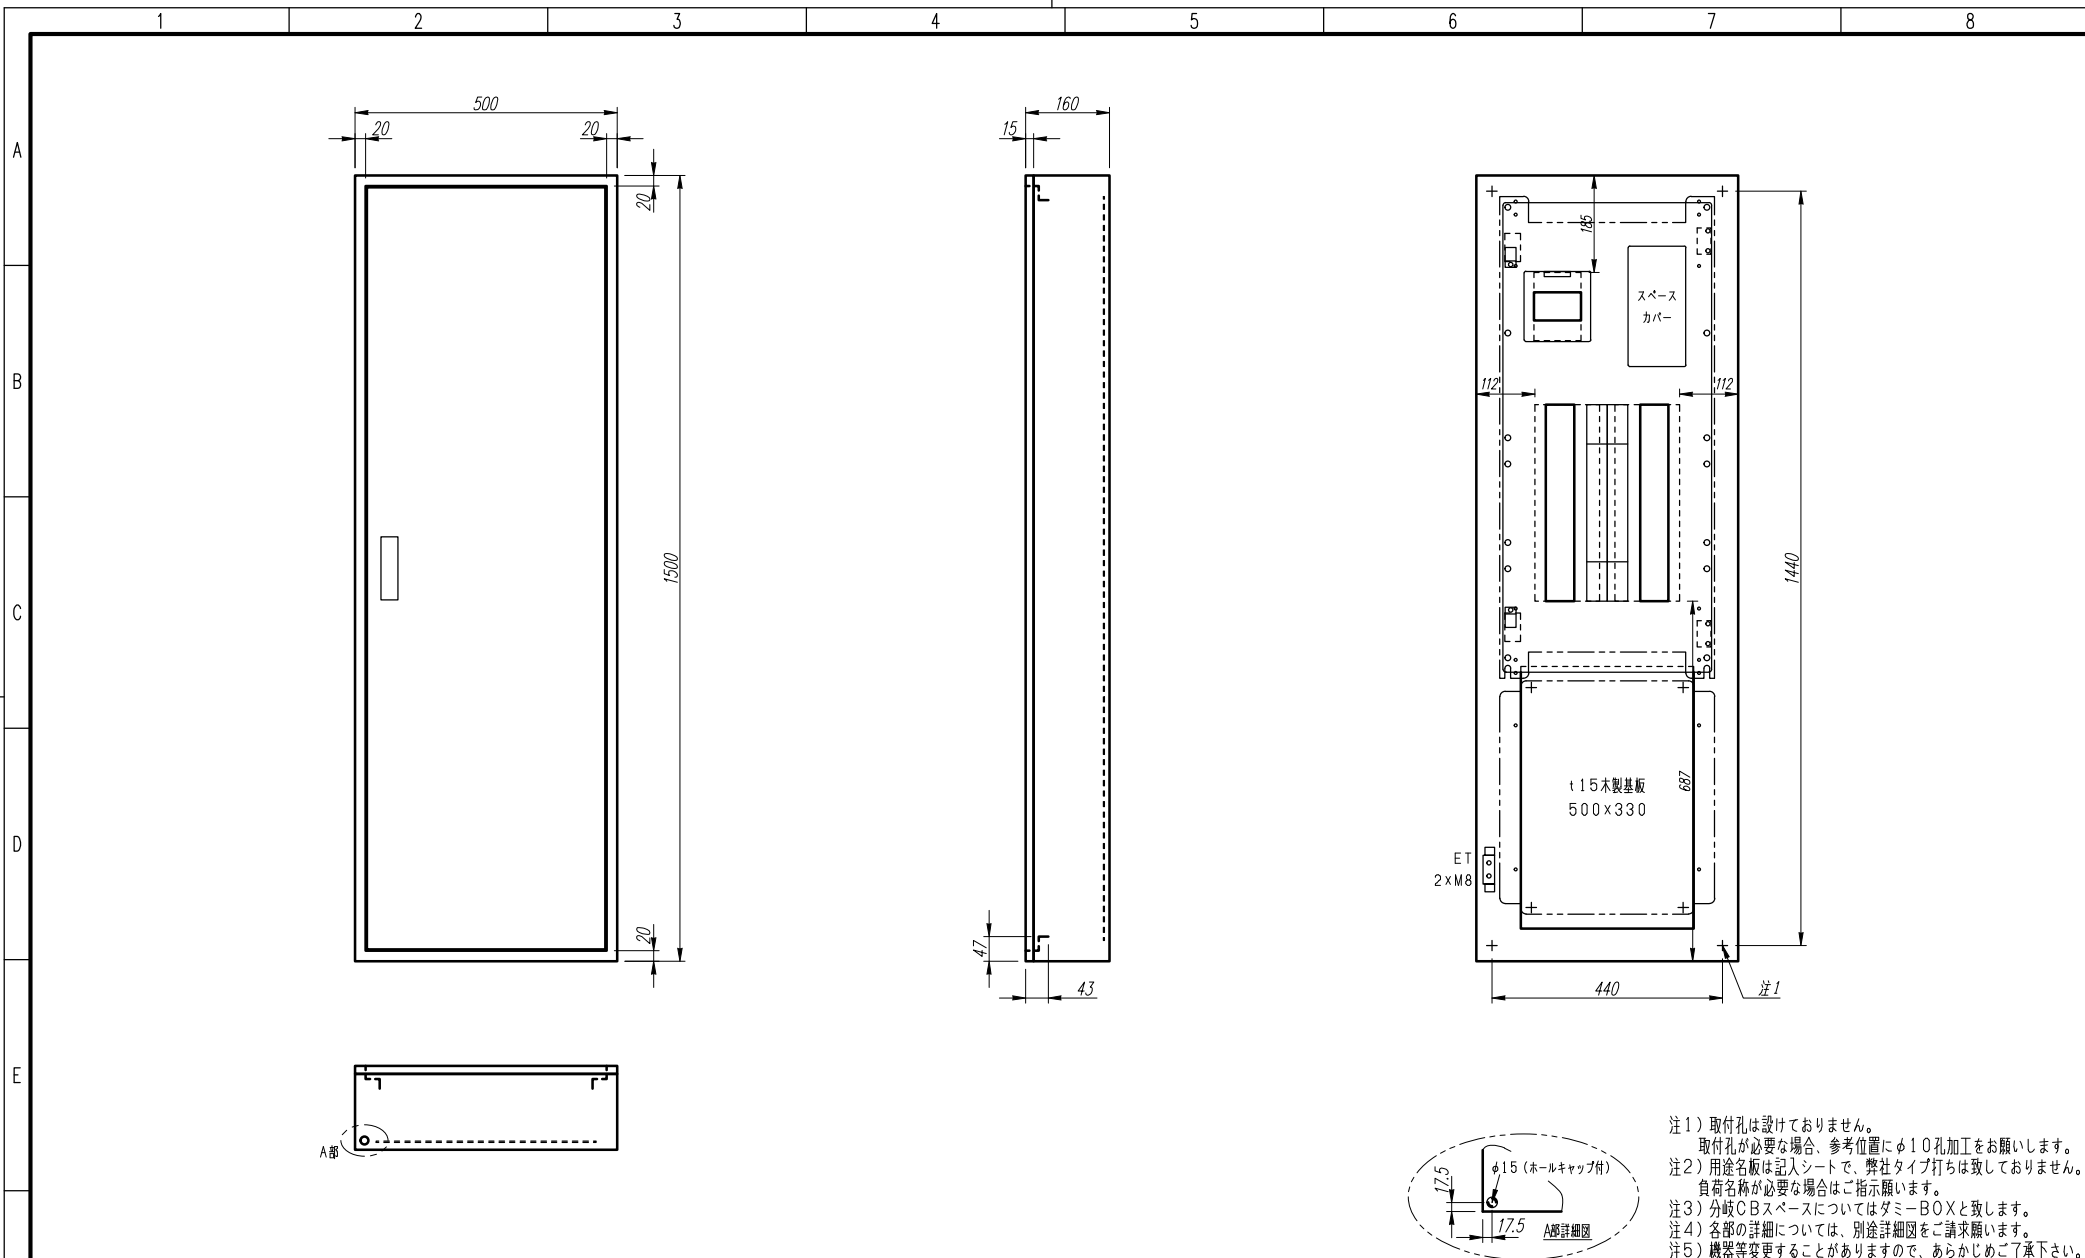 1 2 3 4 5 6 7 8
A
B
C
D
E
500
20
20
20
1500
20
160
15
47
43
185
スペース
カバー
112
112
1440
687
t15木製基板
500×330
ET
2×M8
440
注1
A部
17.5
φ15(ホールキャップ付)
17.5
A部詳細図
注1)取付孔は設けておりません。
取付孔が必要な場合、参考位置にφ10孔加工をお願いします。
注2)用途名板は記入シートで、弊社タイプ打ちは致しておりません。
負荷名称が必要な場合はご指示願います。
注3)分岐CBスペースについてはダミーBOXと致します。
注4)各部の詳細については、別途詳細図をご請求願います。
注5)機器等変更することがありますので、あらかじめご了承下さい。